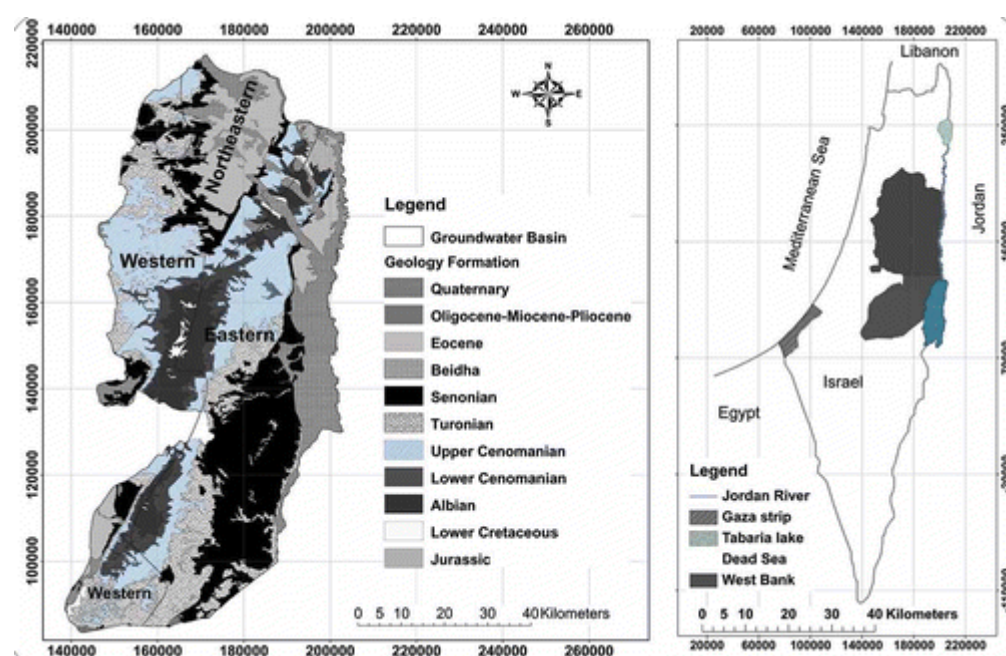 140000 160000 180000 200000 220000 240000 260000
220000
200000
180000
160000
140000
120000
100000
N
W E
S
Northeastern
Western
Eastern
Western
Legend
Groundwater Basin
Geology Formation
Quaternary
Oligocene-Miocene-Pliocene
Eocene
Beidha
Senonian
Turonian
Upper Cenomanian
Lower Cenomanian
Albian
Lower Cretaceous
Jurassic
0 5 10 20 30 40 Kilometers
140000 160000 180000 200000 220000 240000 260000
20000 60000 100000 140000 180000 220000
Libanon
Mediterranean Sea
Jordan
Israel
Egypt
Legend
Jordan River
Gaza strip
Tabaria lake
Dead Sea
West Bank
0 5 10 20 30 40 Kilometers
20000 60000 100000 140000 180000 220000